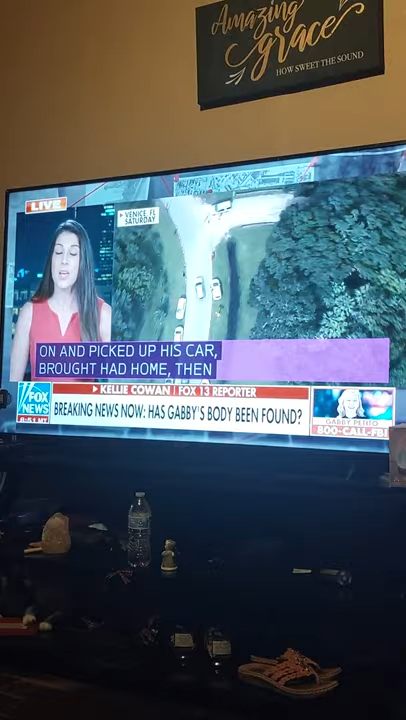 Amazing
grace
HOW SWEET THE SOUND
LIVE
VENICE, FL
SATURDAY
ON AND PICKED UP HIS CAR,
BROUGHT HAD HOME, THEN
KELLIE COWAN | FOX 13 REPORTER
FOX
NEWS
BREAKING NEWS NOW: HAS GABBY'S BODY BEEN FOUND?
GABBY PETITO
800-CALL-FBI